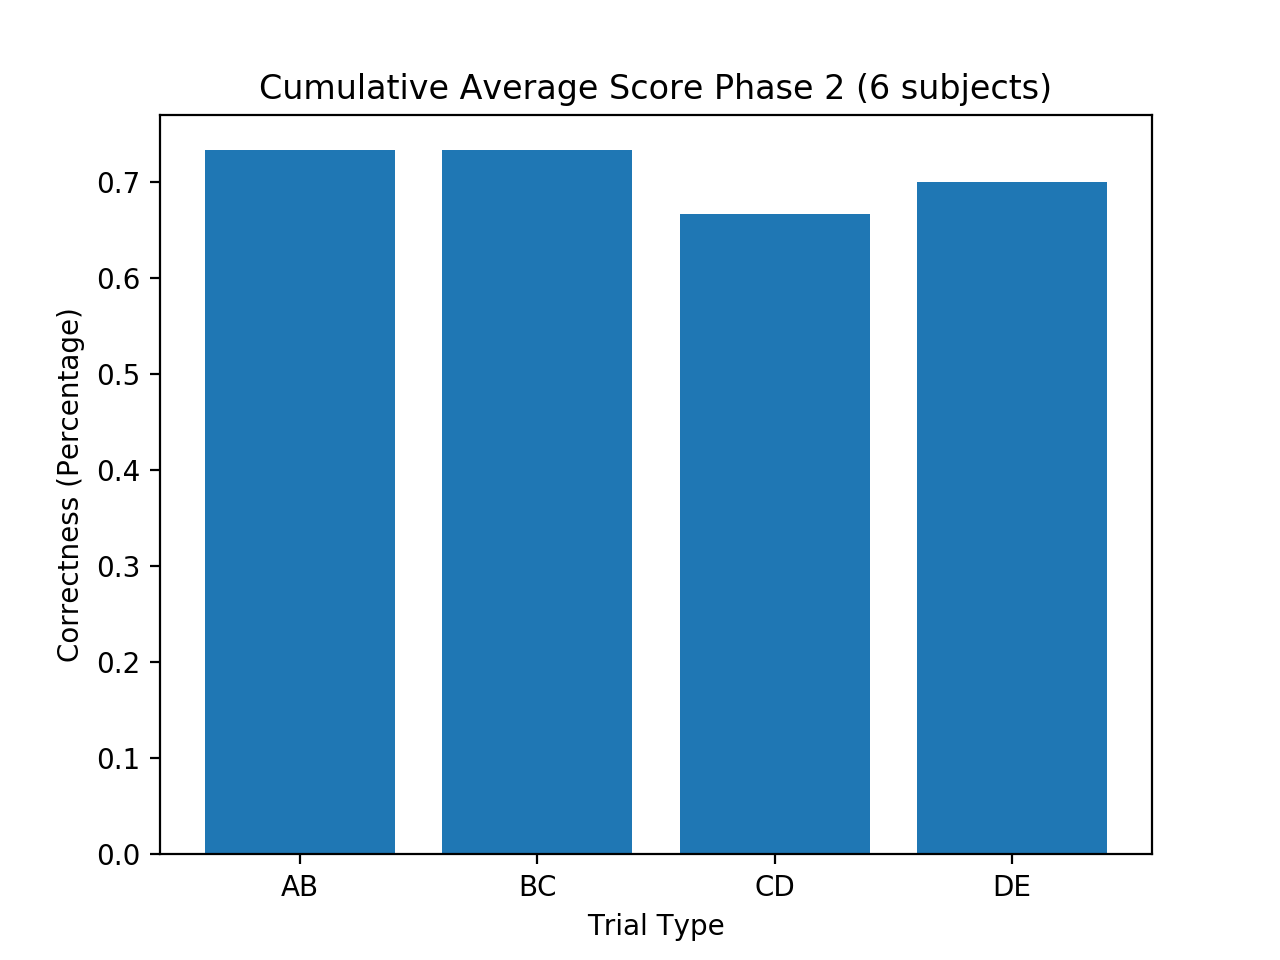 Cumulative Average Score Phase 2 (6 subjects)
Correctness (Percentage)
0.7
0.6
0.5
0.4
0.3
0.2
0.1
0.0
AB BC CD DE
Trial Type